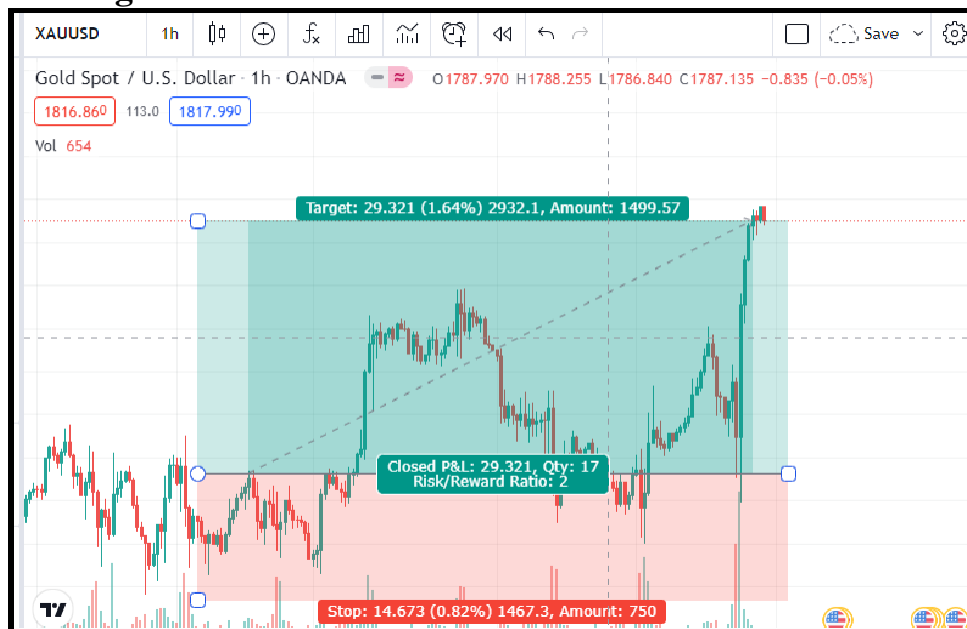 XAUUSD 1h fx Save
Gold Spot / U.S. Dollar · 1h · OANDA O1787.970 H1788.255 L1786.840 C1787.135 −0.835 (−0.05%)
1816.860 113.0 1817.990
Vol 654
Target: 29.321 (1.64%) 2932.1, Amount: 1499.57
Closed P&L: 29.321, Qty: 17
Risk/Reward Ratio: 2
Stop: 14.673 (0.82%) 1467.3, Amount: 750